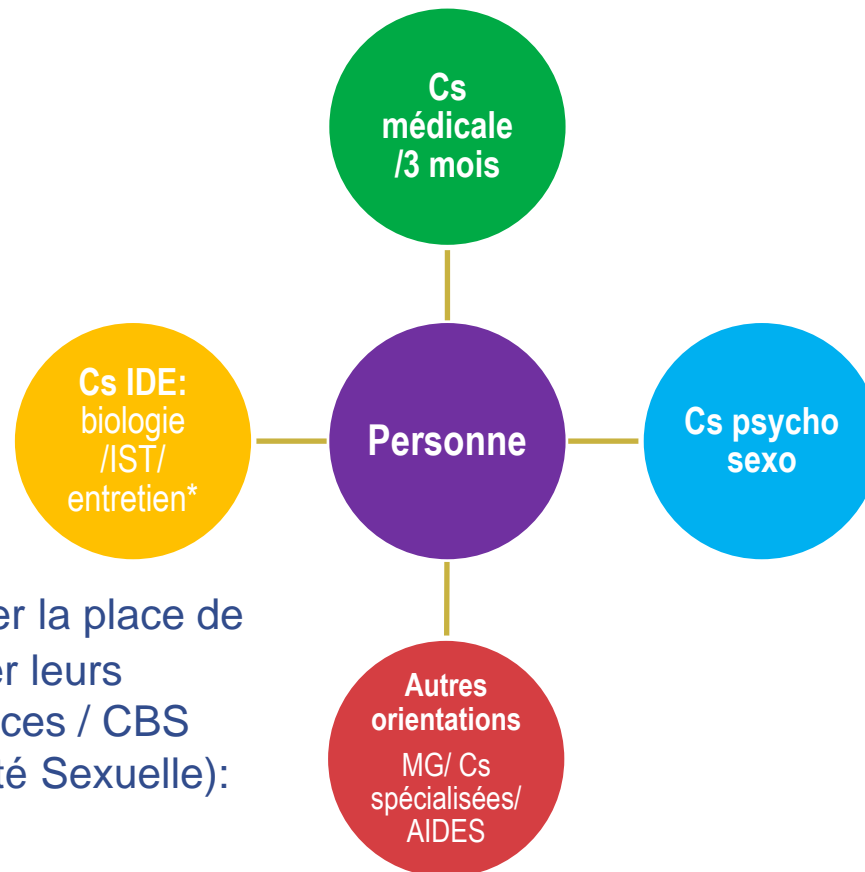 Cs
médicale
/3 mois
Cs IDE:
biologie
/IST/
entretien*
Personne
Cs psycho
sexo
er la place de
er leurs
ces / CBS
té Sexuelle):
Autres
orientations
MG/ Cs
spécialisées/
AIDES